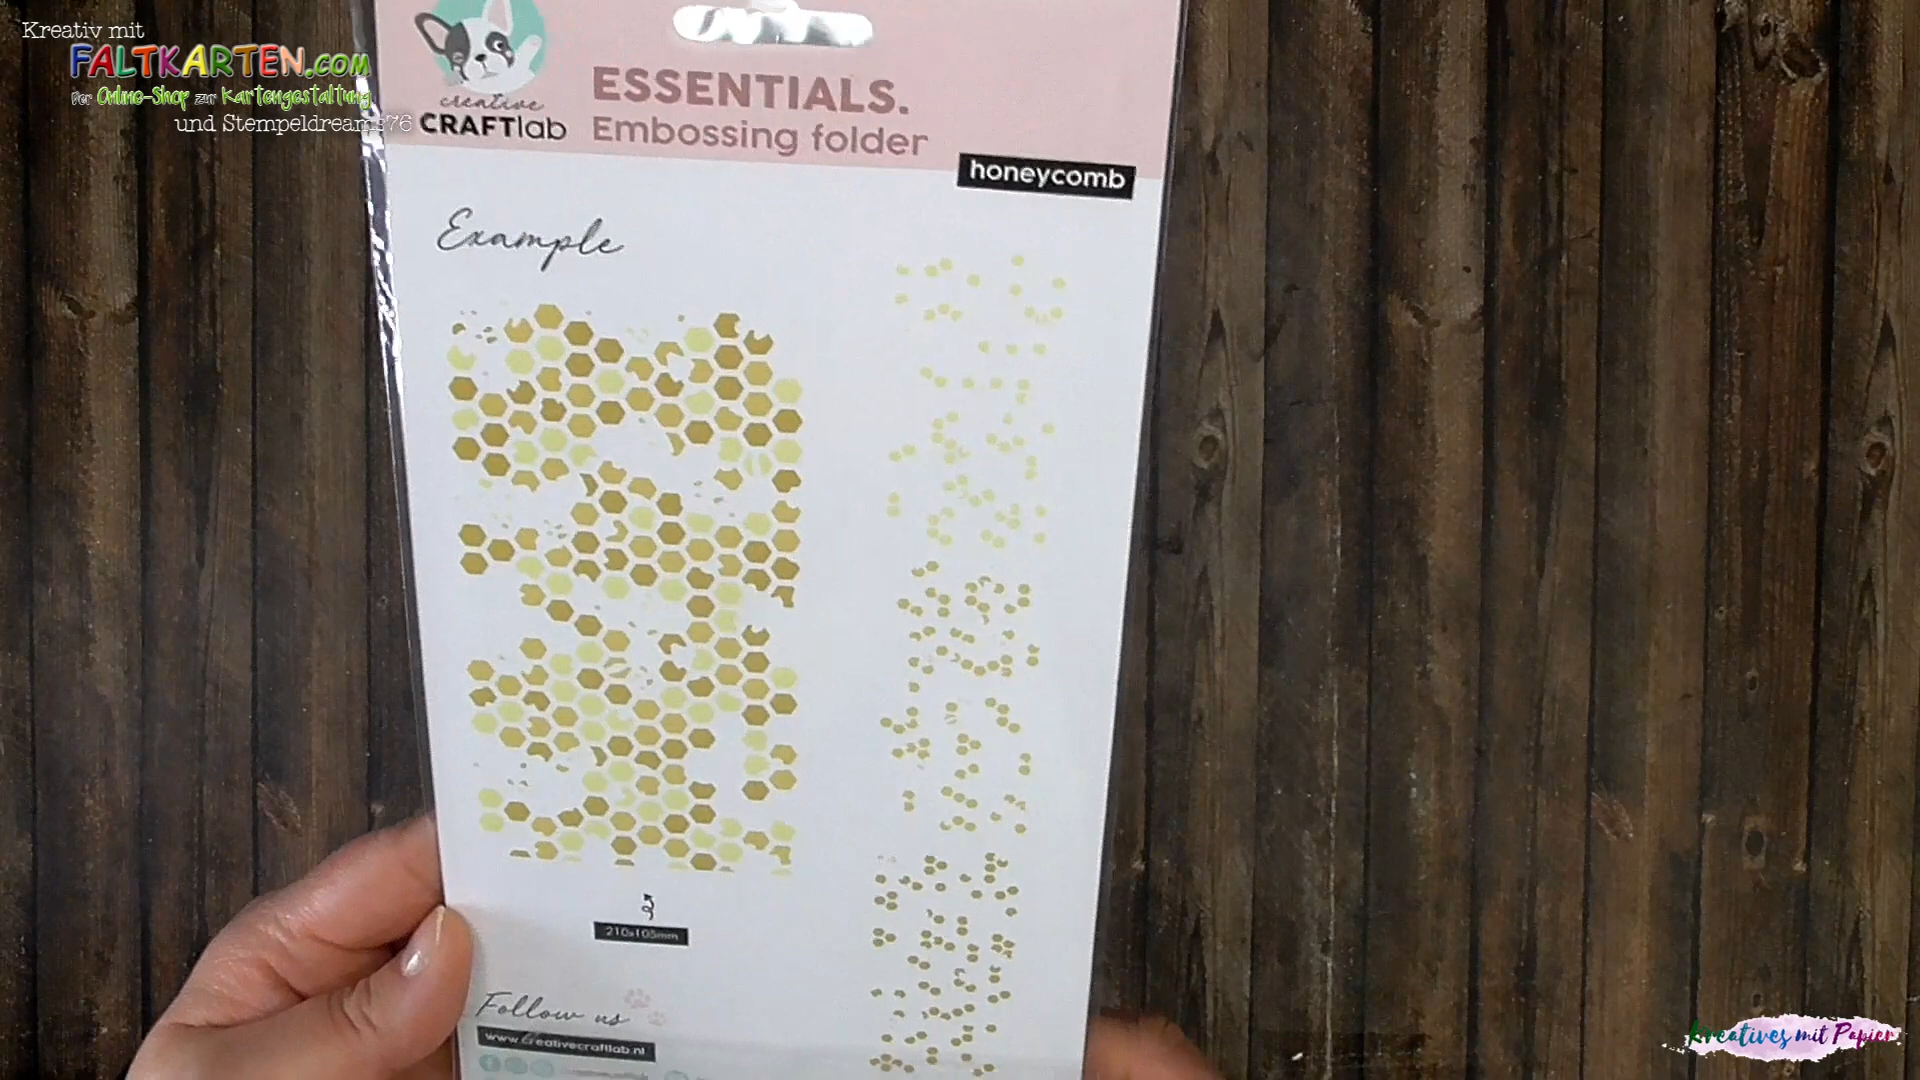 Kreativ mit
FALTKARTEN.com
Der Online-Shop zur Kartengestaltung
und Stempeldreams76
creative
CRAFTlab
ESSENTIALS.
Embossing folder
honeycomb
Example
210x105mm
Follow us
www.creativecraftlab.nl
Kreatives mit Papier